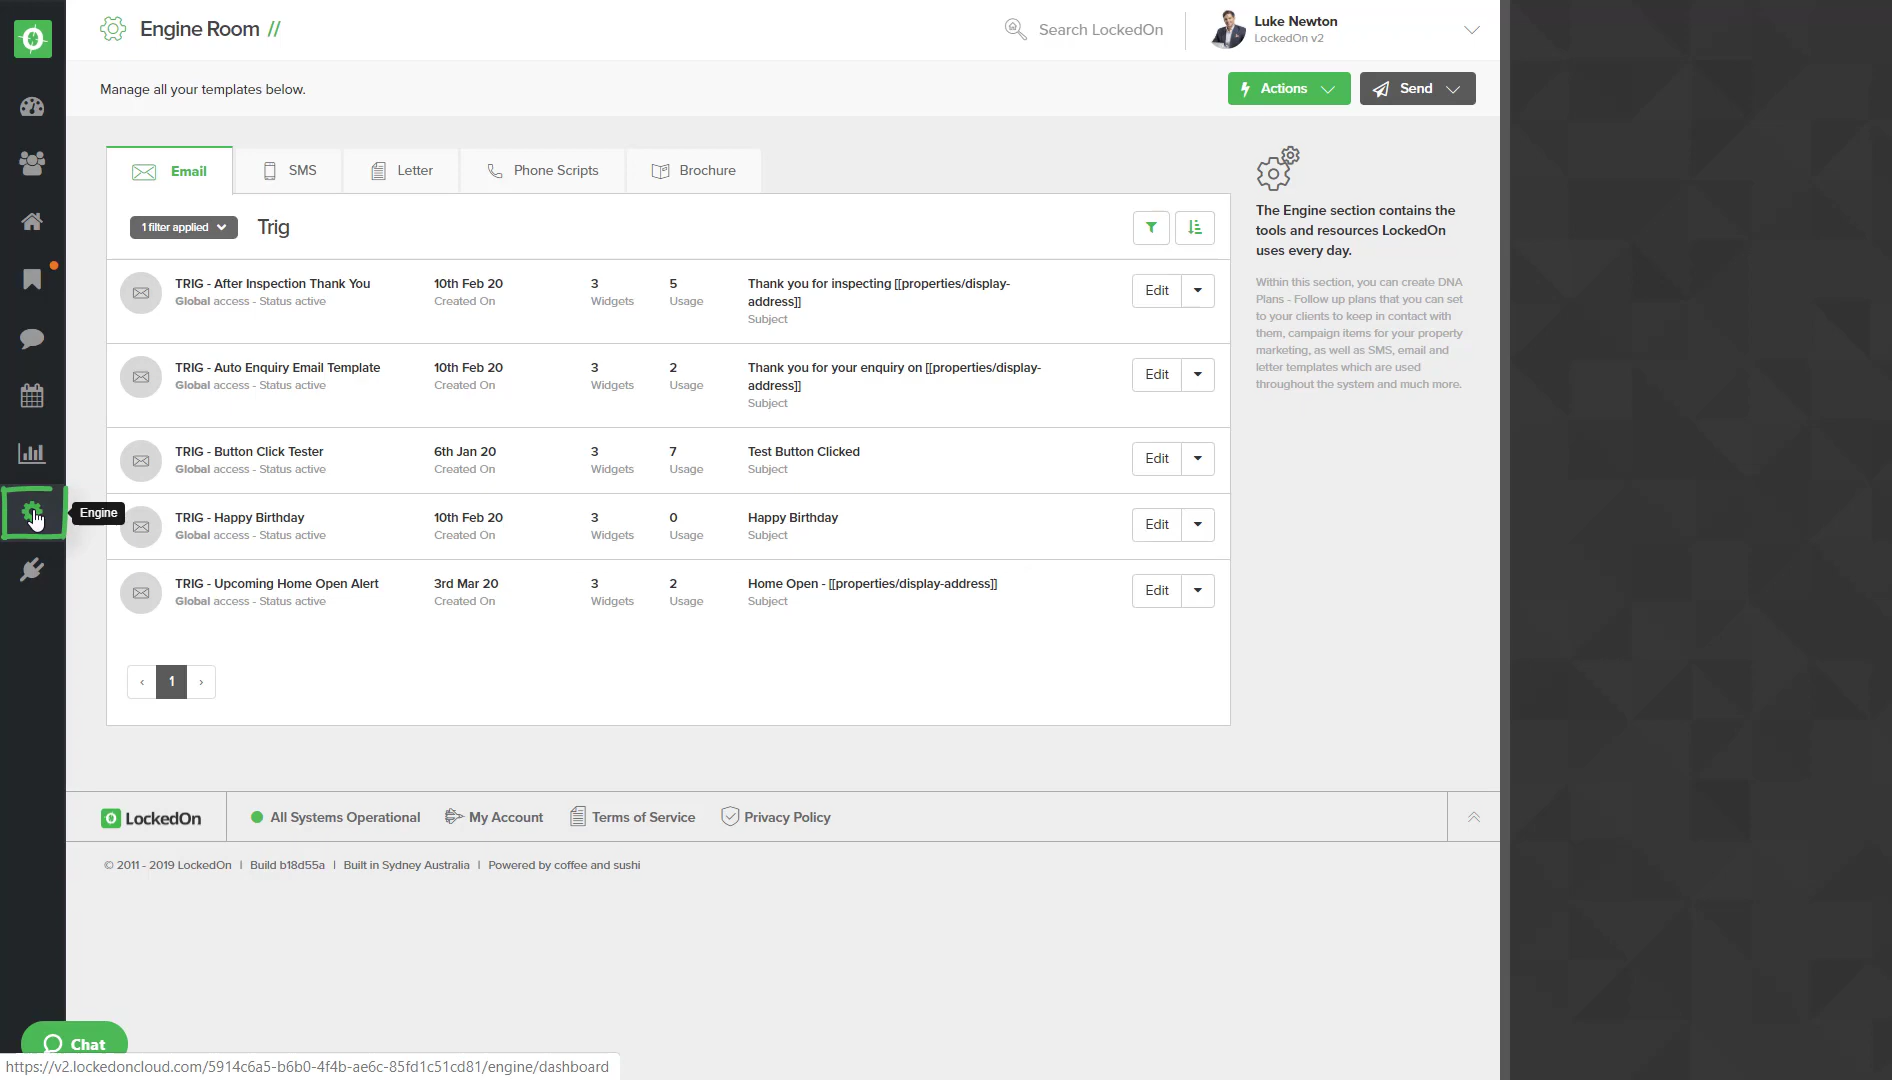 Engine Room //
Search LockedOn
Luke Newton
LockedOn v2
Manage all your templates below.
Actions
Send
Email
SMS
Letter
Phone Scripts
Brochure
1 filter applied
Trig
TRIG - After Inspection Thank You
Global access - Status active
10th Feb 20
Created On
3
Widgets
5
Usage
Thank you for inspecting [[properties/display-
address]]
Subject
Edit
TRIG - Auto Enquiry Email Template
Global access - Status active
10th Feb 20
Created On
3
Widgets
2
Usage
Thank you for your enquiry on [[properties/display-
address]]
Subject
Edit
TRIG - Button Click Tester
Global access - Status active
6th Jan 20
Created On
3
Widgets
7
Usage
Test Button Clicked
Subject
Edit
TRIG - Happy Birthday
Global access - Status active
10th Feb 20
Created On
3
Widgets
0
Usage
Happy Birthday
Subject
Edit
TRIG - Upcoming Home Open Alert
Global access - Status active
3rd Mar 20
Created On
3
Widgets
2
Usage
Home Open - [[properties/display-address]]
Subject
Edit
‹ 1 ›
The Engine section contains the
tools and resources LockedOn
uses every day.
Within this section, you can create DNA
Plans - Follow up plans that you can set
to your clients to keep in contact with
them, campaign items for your property
marketing, as well as SMS, email and
letter templates which are used
throughout the system and much more.
Engine
LockedOn
All Systems Operational
My Account
Terms of Service
Privacy Policy
© 2011 - 2019 LockedOn | Build b18d55a | Built in Sydney Australia | Powered by coffee and sushi
Chat
https://v2.lockedoncloud.com/5914c6a5-b6b0-4f4b-ae6c-85fd1c51cd81/engine/dashboard